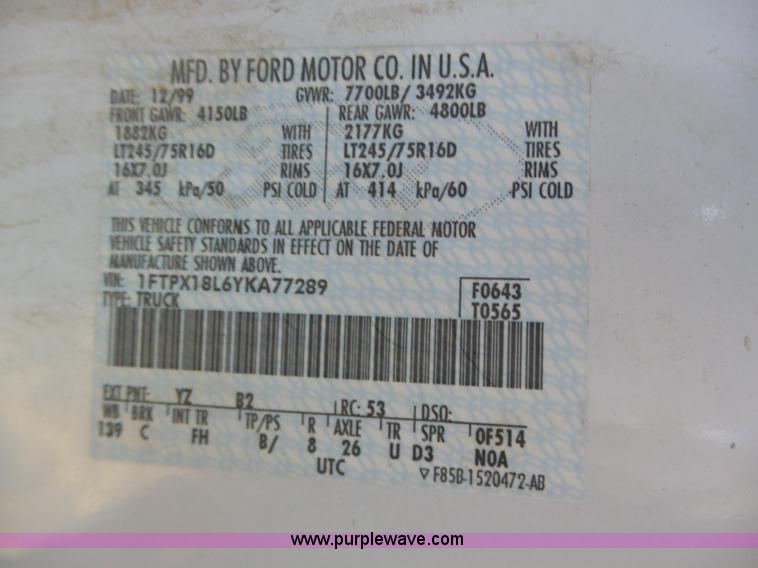 MFD. BY FORD MOTOR CO. IN U.S.A.
DATE: 12/99 GVWR: 7700LB/ 3492KG
FRONT GAWR: 4150LB REAR GAWR: 4800LB
1882KG WITH 2177KG WITH
LT245/75R16D TIRES LT245/75R16D TIRES
16X7.0J RIMS 16X7.0J RIMS
AT 345 kPa/50 PSI COLD AT 414 kPa/60 PSI COLD
THIS VEHICLE CONFORMS TO ALL APPLICABLE FEDERAL MOTOR
VEHICLE SAFETY STANDARDS IN EFFECT ON THE DATE OF
MANUFACTURE SHOWN ABOVE.
VIN: 1FTPX18L6YKA77289 F0643
TYPE: TRUCK T0565
EXT PNT: YZ B2 RC: 53 DSO:
WB BRK INT TR TP/PS R AXLE TR SPR 0F514
139 C FH B/ 8 26 U D3 N0A
UTC ▽F85B-1520472-AB
www.purplewave.com